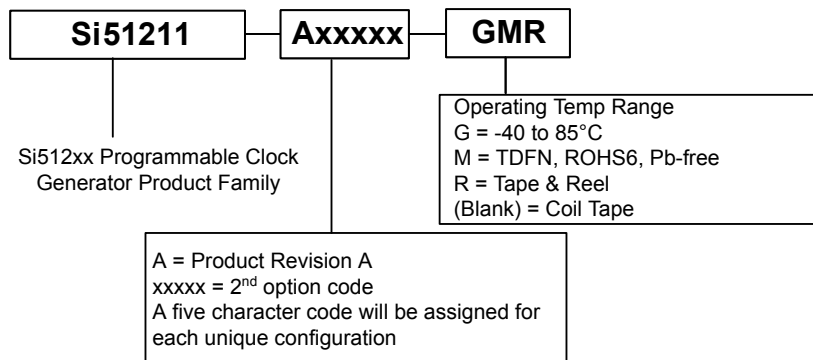 Si51211
Axxxxx
GMR
Si512xx Programmable Clock
Generator Product Family
Operating Temp Range
G = -40 to 85°C
M = TDFN, ROHS6, Pb-free
R = Tape & Reel
(Blank) = Coil Tape
A = Product Revision A
xxxxx = 2nd option code
A five character code will be assigned for
each unique configuration